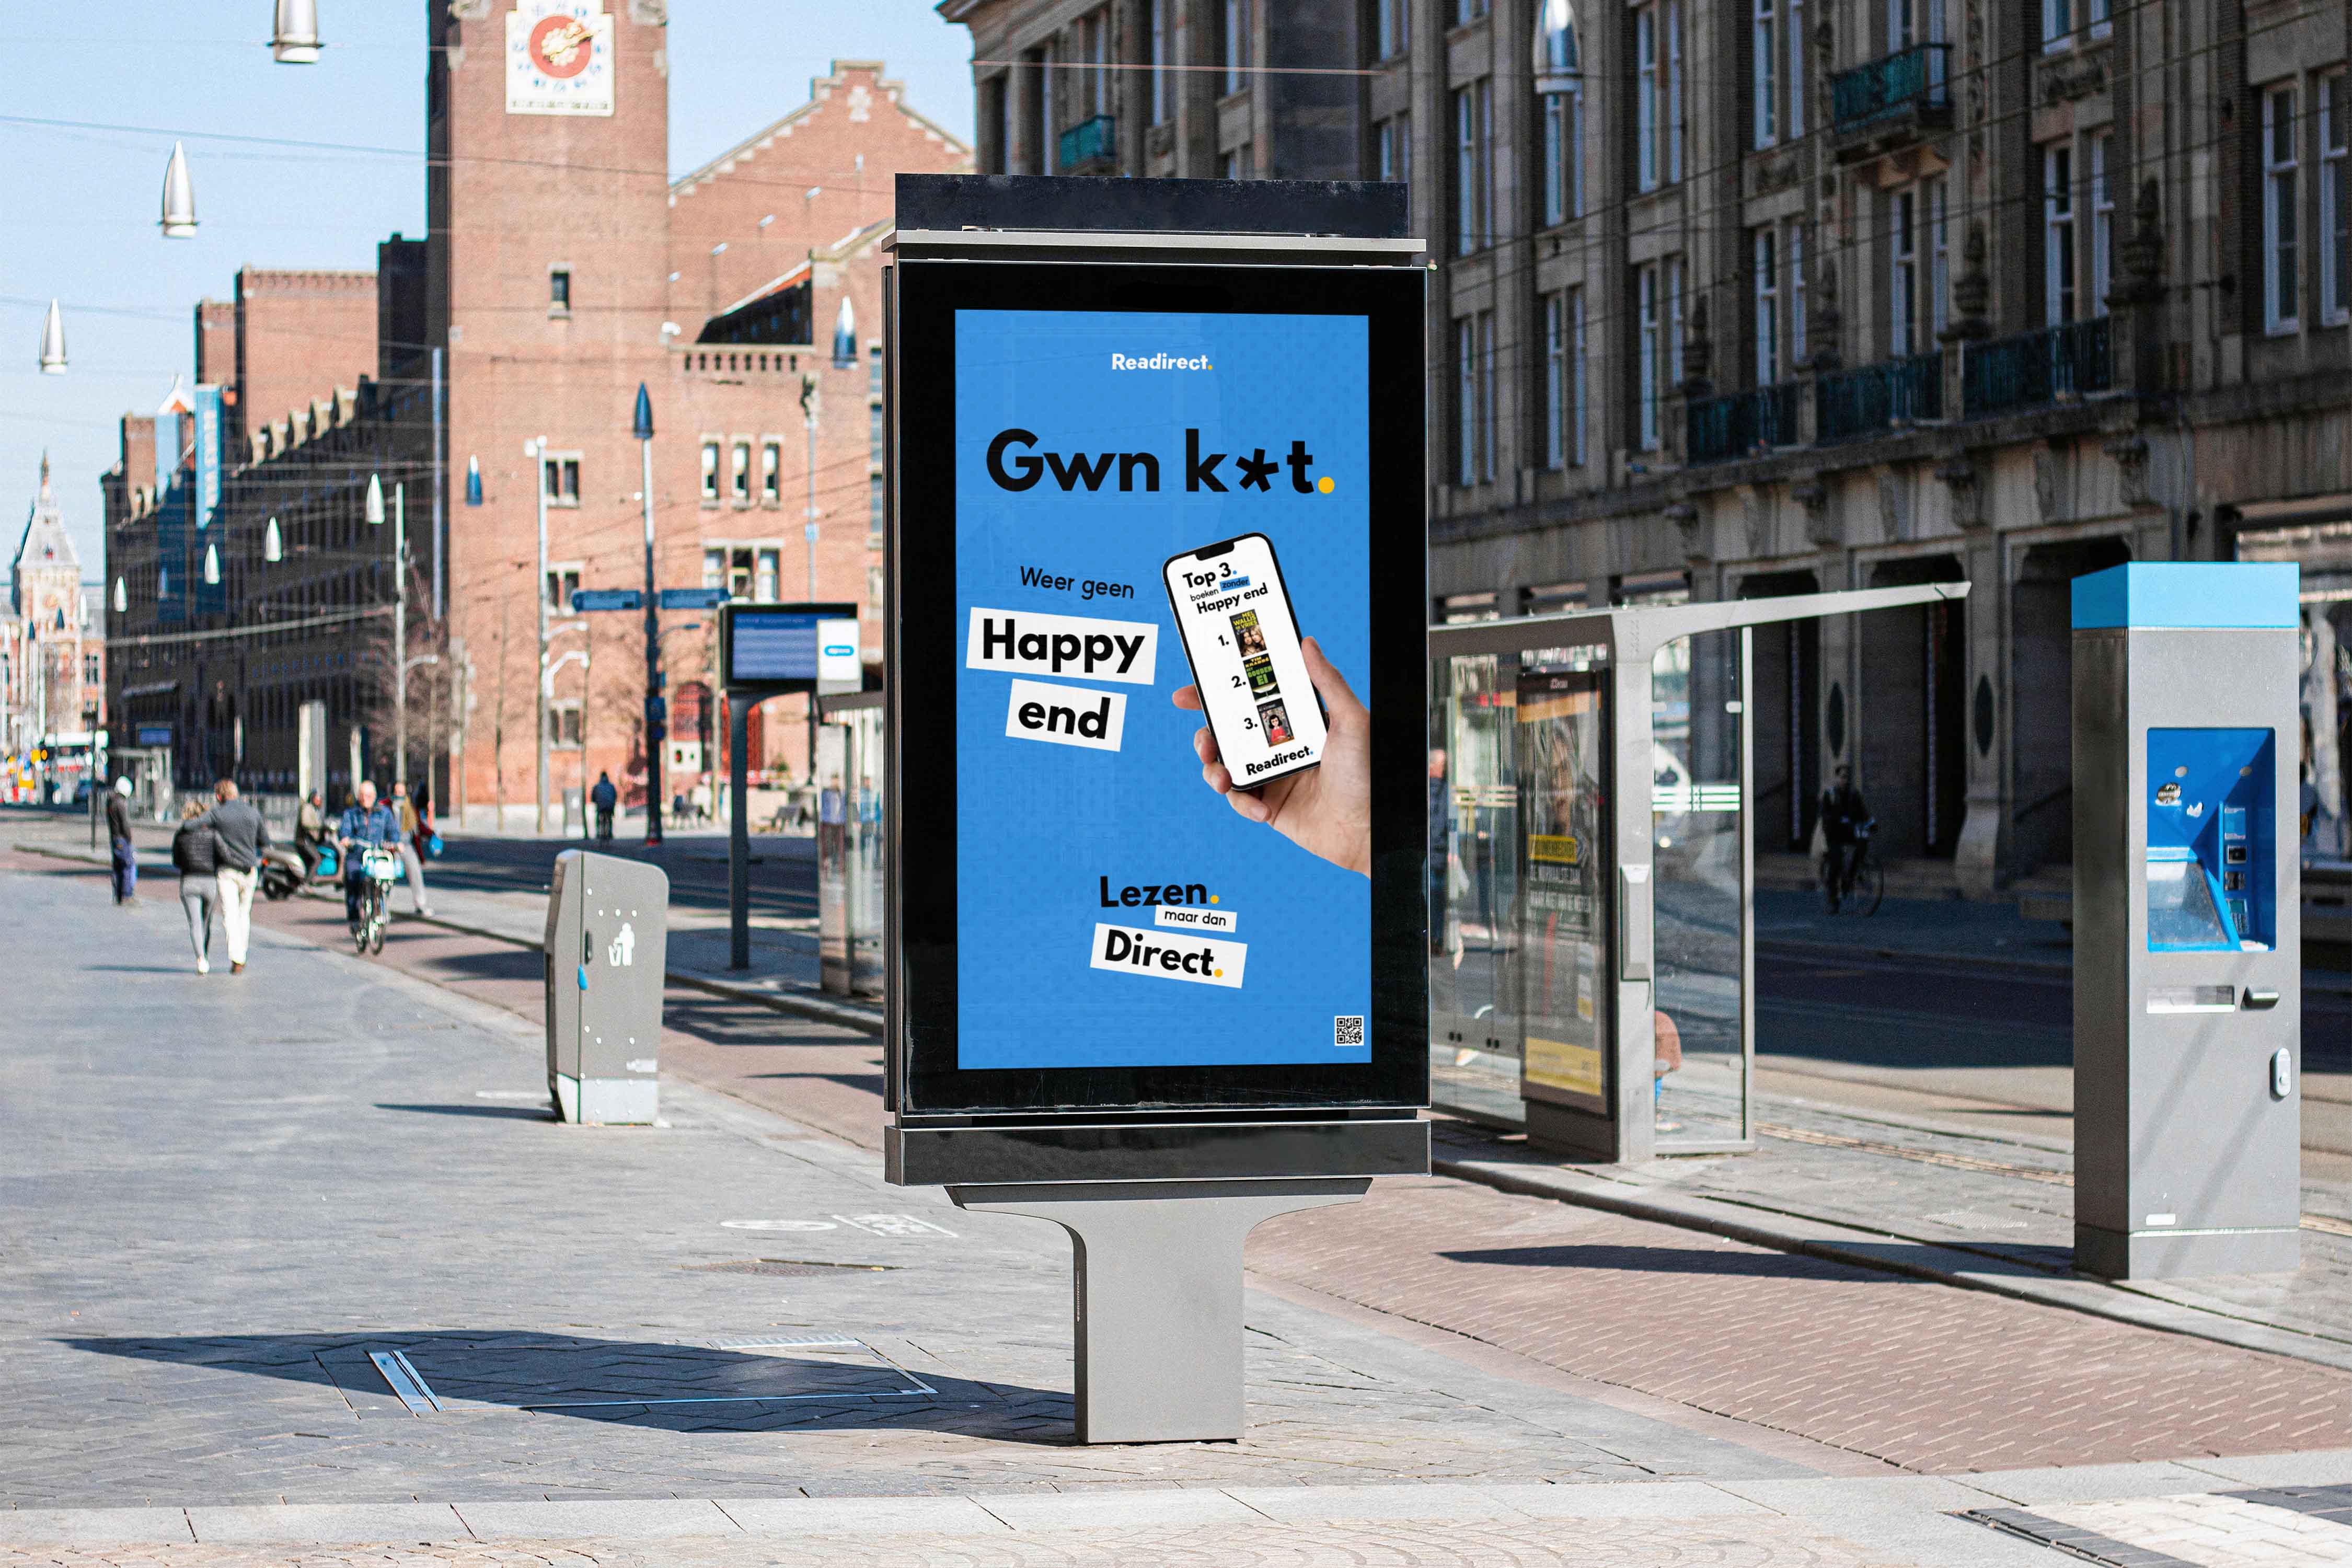 Readirect.
Gwn k*t.
Weer geen
Happy
end
Top 3.
boeken zonder
Happy end
1.
2.
3.
Readirect.
Lezen.
maar dan
Direct.